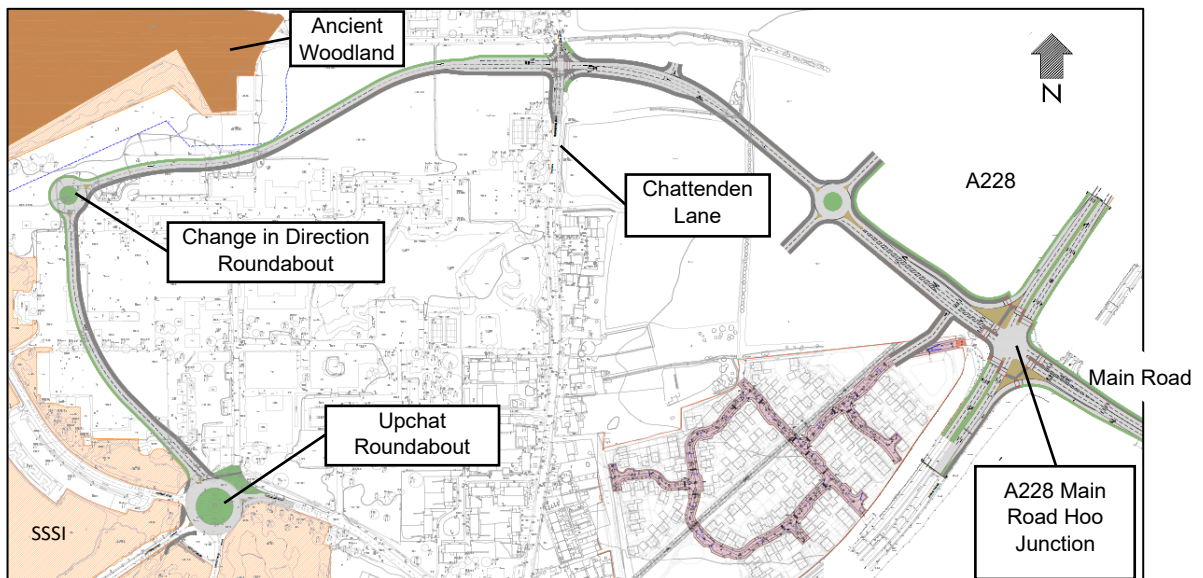 Ancient
Woodland
N
A228
Chattenden
Lane
Change in Direction
Roundabout
Main Road
Upchat
Roundabout
A228 Main
Road Hoo
Junction
SSSI